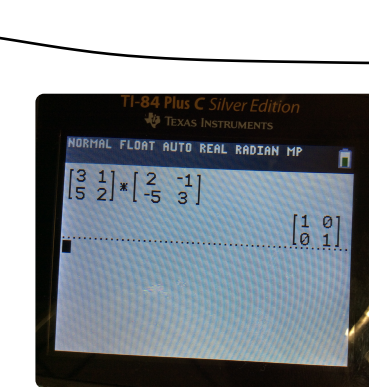 TI-84 Plus C Silver Edition
TEXAS INSTRUMENTS
NORMAL FLOAT AUTO REAL RADIAN MP
[3 1]*[ 2 -1]
[5 2] [-5 3]
[1 0]
[0 1]